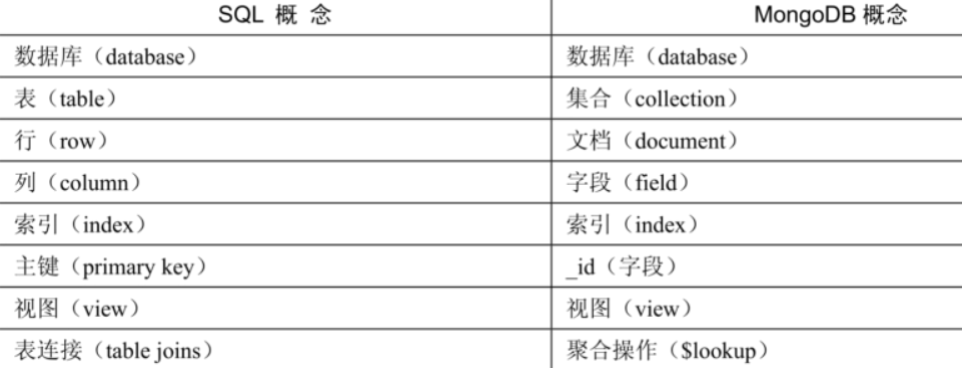 SQL 概 念 MongoDB 概念
数据库（database） 数据库（database）
表（table） 集合（collection）
行（row） 文档（document）
列（column） 字段（field）
索引（index） 索引（index）
主键（primary key） _id（字段）
视图（view） 视图（view）
表连接（table joins） 聚合操作（$lookup）